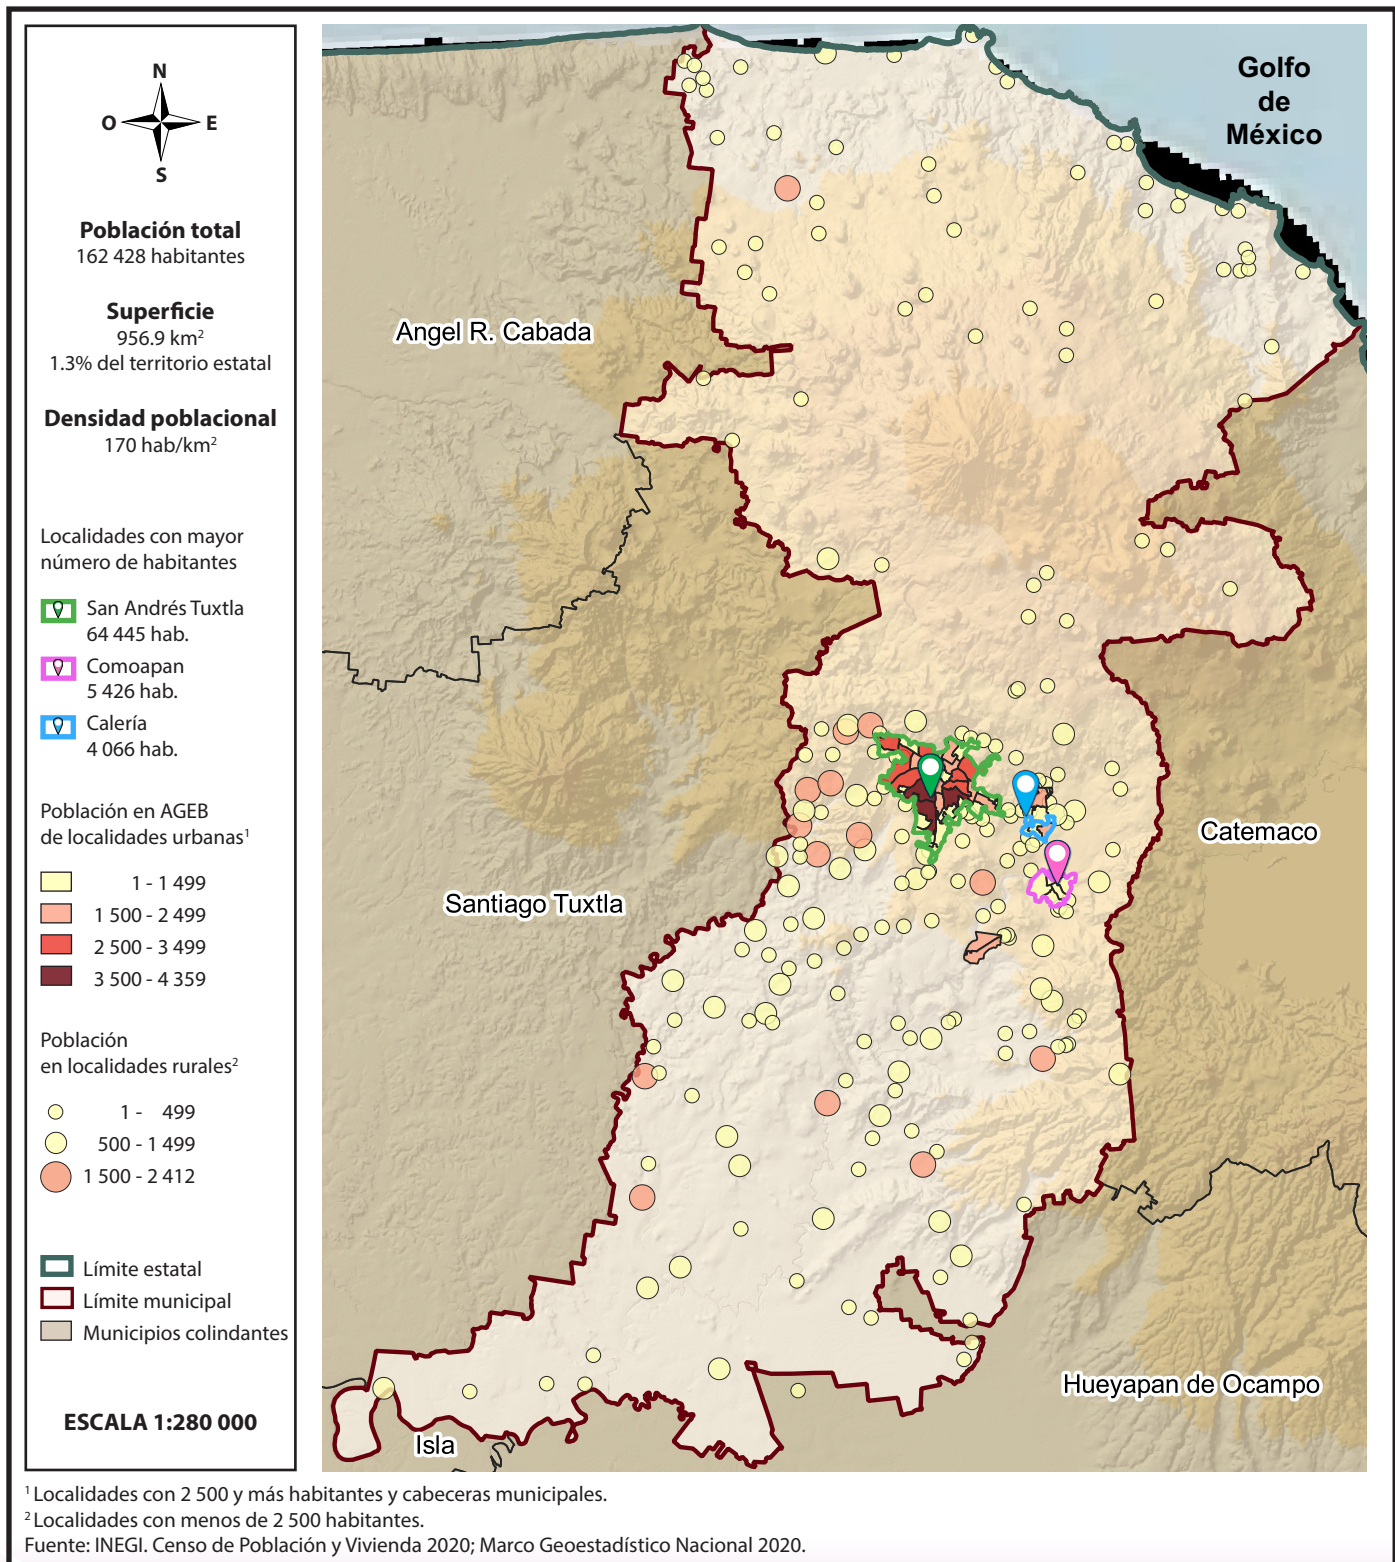 N
O E
S
Población total
162 428 habitantes
Superficie
956.9 km²
1.3% del territorio estatal
Densidad poblacional
170 hab/km²
Localidades con mayor
número de habitantes
San Andrés Tuxtla
64 445 hab.
Comoapan
5 426 hab.
Calería
4 066 hab.
Población en AGEB
de localidades urbanas¹
1 - 1 499
1 500 - 2 499
2 500 - 3 499
3 500 - 4 359
Población
en localidades rurales²
1 - 499
500 - 1 499
1 500 - 2 412
Límite estatal
Límite municipal
Municipios colindantes
ESCALA 1:280 000
Golfo
de
México
Angel R. Cabada
Catemaco
Santiago Tuxtla
Hueyapan de Ocampo
Isla
¹ Localidades con 2 500 y más habitantes y cabeceras municipales.
² Localidades con menos de 2 500 habitantes.
Fuente: INEGI. Censo de Población y Vivienda 2020; Marco Geoestadístico Nacional 2020.